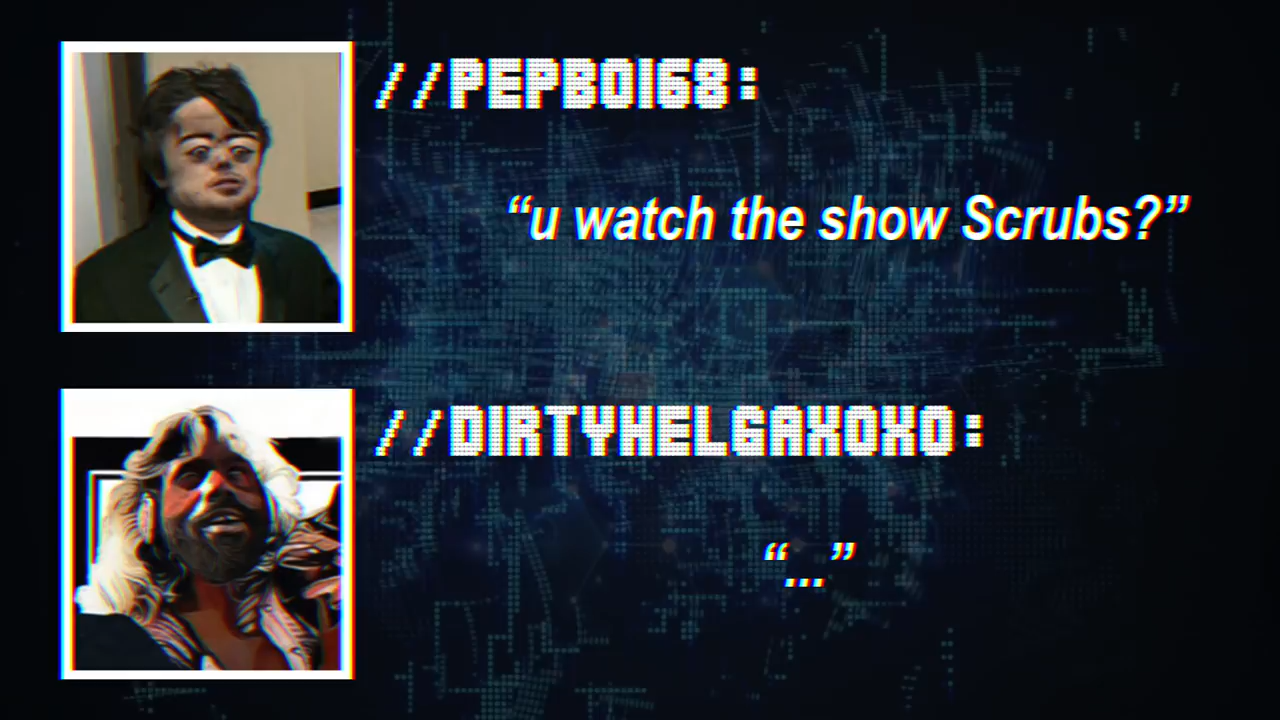 //PEPBOI68:
“u watch the show Scrubs?”
//DIRTYHELGAXOXO:
“...”